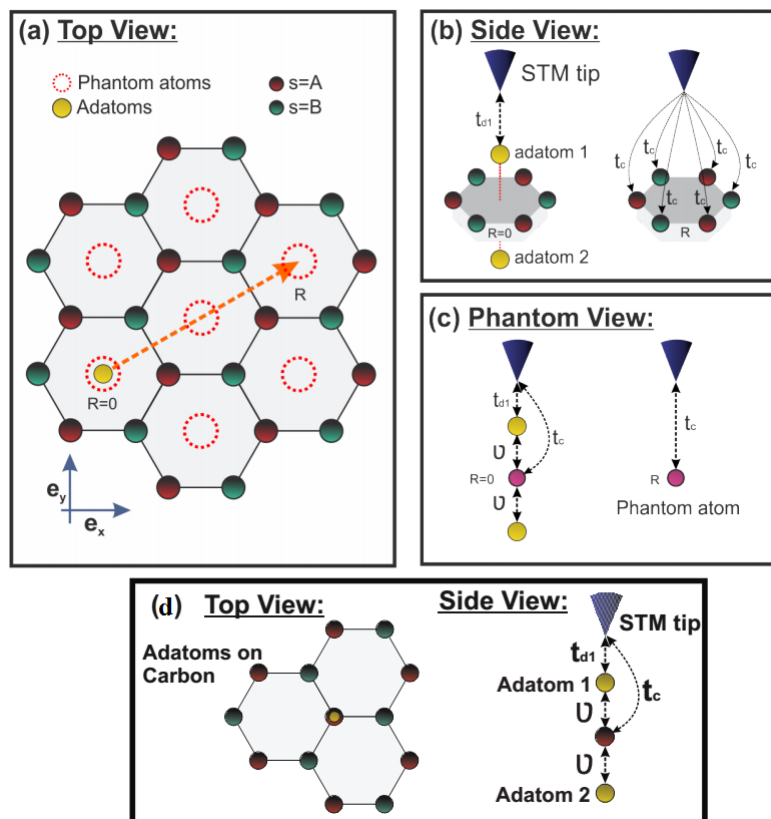 (a) Top View:
Phantom atoms
s=A
Adatoms
s=B
R
R=0
e_y
e_x
(b) Side View:
STM tip
t_d1
adatom 1
R=0
adatom 2
t_c
t_c
t_c
t_c
t_c
t_c
R
(c) Phantom View:
t_d1
t_c
υ
R=0
υ
t_c
R
Phantom atom
(d) Top View:
Side View:
Adatoms on
Carbon
STM tip
t_d1
Adatom 1
υ
t_c
υ
Adatom 2